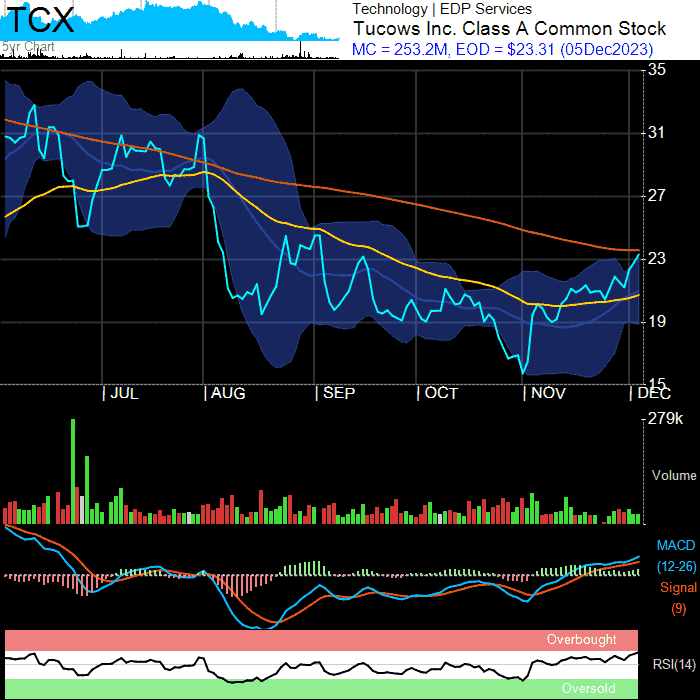 TCX
5yr Chart
Technology | EDP Services
Tucows Inc. Class A Common Stock
MC = 253.2M, EOD = $23.31 (05Dec2023)
35
31
27
23
19
15
JUL
AUG
SEP
OCT
NOV
DEC
279k
Volume
MACD
(12-26)
Signal
(9)
Overbought
RSI(14)
Oversold